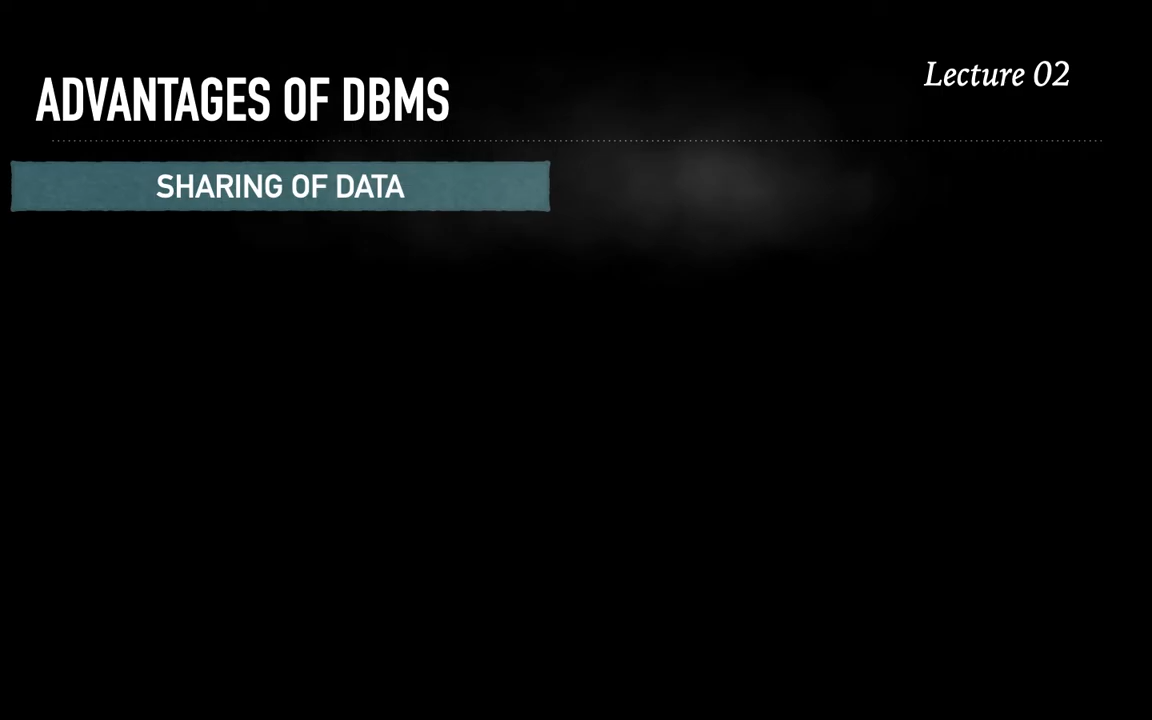 Lecture 02
ADVANTAGES OF DBMS
SHARING OF DATA